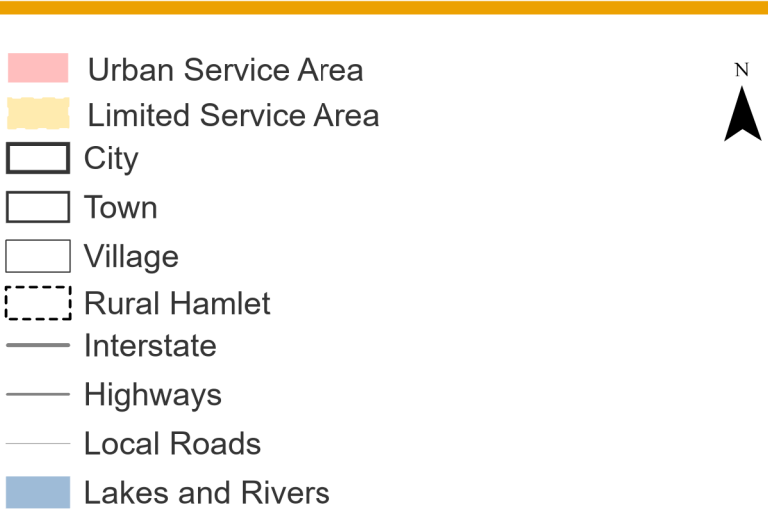 Urban Service Area
N
Limited Service Area
City
Town
Village
Rural Hamlet
Interstate
Highways
Local Roads
Lakes and Rivers